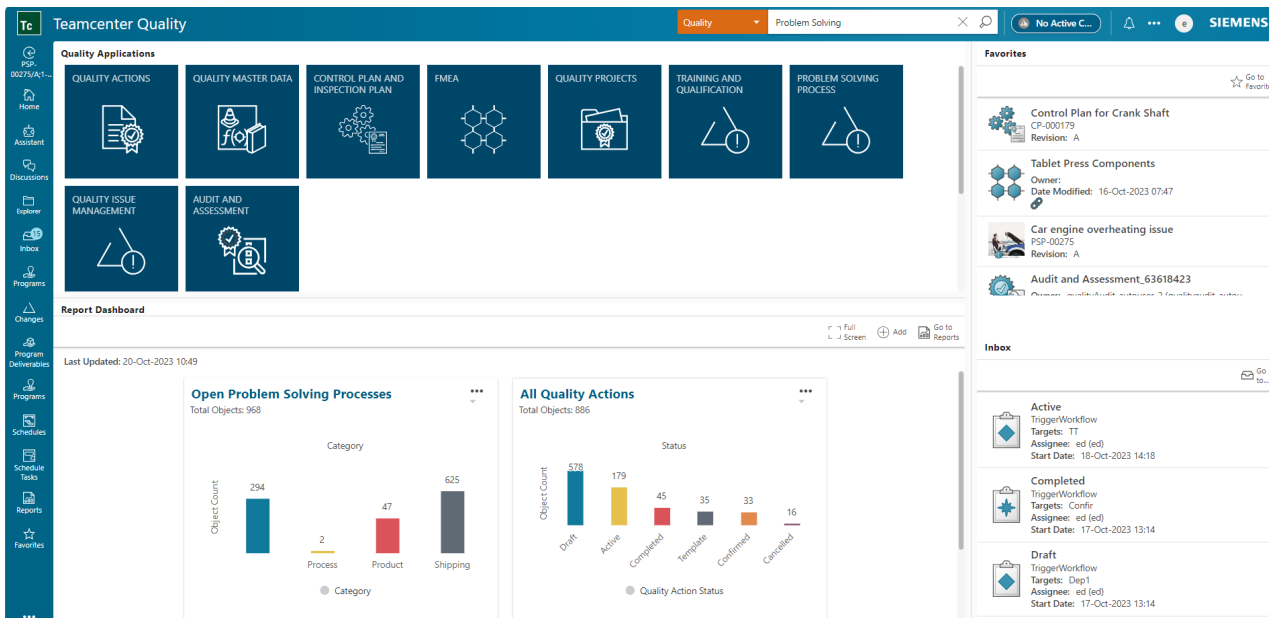 Tc
Teamcenter Quality
Quality
Problem Solving
No Active C...
e
SIEMENS
PSP-
00275/A;1-...
Home
Assistant
Discussions
Explorer
15
Inbox
Programs
Changes
Program
Deliverables
Programs
Schedules
Schedule
Tasks
Reports
Favorites
Quality Applications
QUALITY ACTIONS
QUALITY MASTER DATA
f(x)
CONTROL PLAN AND
INSPECTION PLAN
FMEA
QUALITY PROJECTS
TRAINING AND
QUALIFICATION
PROBLEM SOLVING
PROCESS
QUALITY ISSUE
MANAGEMENT
AUDIT AND
ASSESSMENT
Report Dashboard
Full
Screen
Add
Go to
Reports
Last Updated: 20-Oct-2023 10:49
Open Problem Solving Processes
Total Objects: 968
Category
Object Count
294
2
47
625
Process
Product
Shipping
Category
All Quality Actions
Total Objects: 886
Status
Object Count
578
179
45
35
33
16
Draft
Active
Completed
Template
Confirmed
Cancelled
Quality Action Status
Favorites
Go to
Favorite
Control Plan for Crank Shaft
CP-000179
Revision: A
Tablet Press Components
Owner:
Date Modified: 16-Oct-2023 07:47
Car engine overheating issue
PSP-00275
Revision: A
Audit and Assessment_63618423
Inbox
Go
to...
Active
TriggerWorkflow
Targets: TT
Assignee: ed (ed)
Start Date: 18-Oct-2023 14:18
Completed
TriggerWorkflow
Targets: Confir
Assignee: ed (ed)
Start Date: 17-Oct-2023 13:14
Draft
TriggerWorkflow
Targets: Dep1
Assignee: ed (ed)
Start Date: 17-Oct-2023 13:14